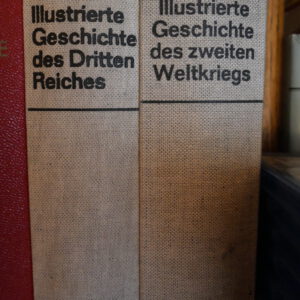 Illustrierte
Geschichte
des Dritten
Reiches
Illustrierte
Geschichte
des zweiten
Weltkriegs